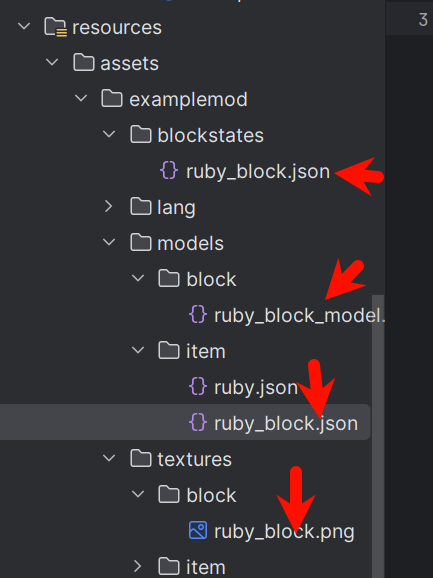 3
resources
assets
examplemod
blockstates
ruby_block.json
lang
models
block
ruby_block_model.
item
ruby.json
ruby_block.json
textures
block
ruby_block.png
item